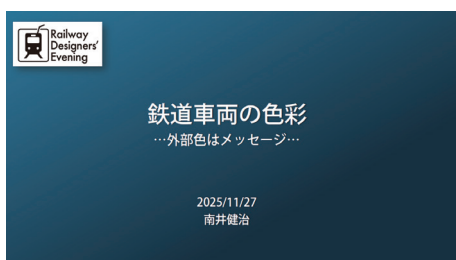 Railway
Designers'
Evening
鉄道車両の色彩
…外部色はメッセージ…
2025/11/27
南井健治